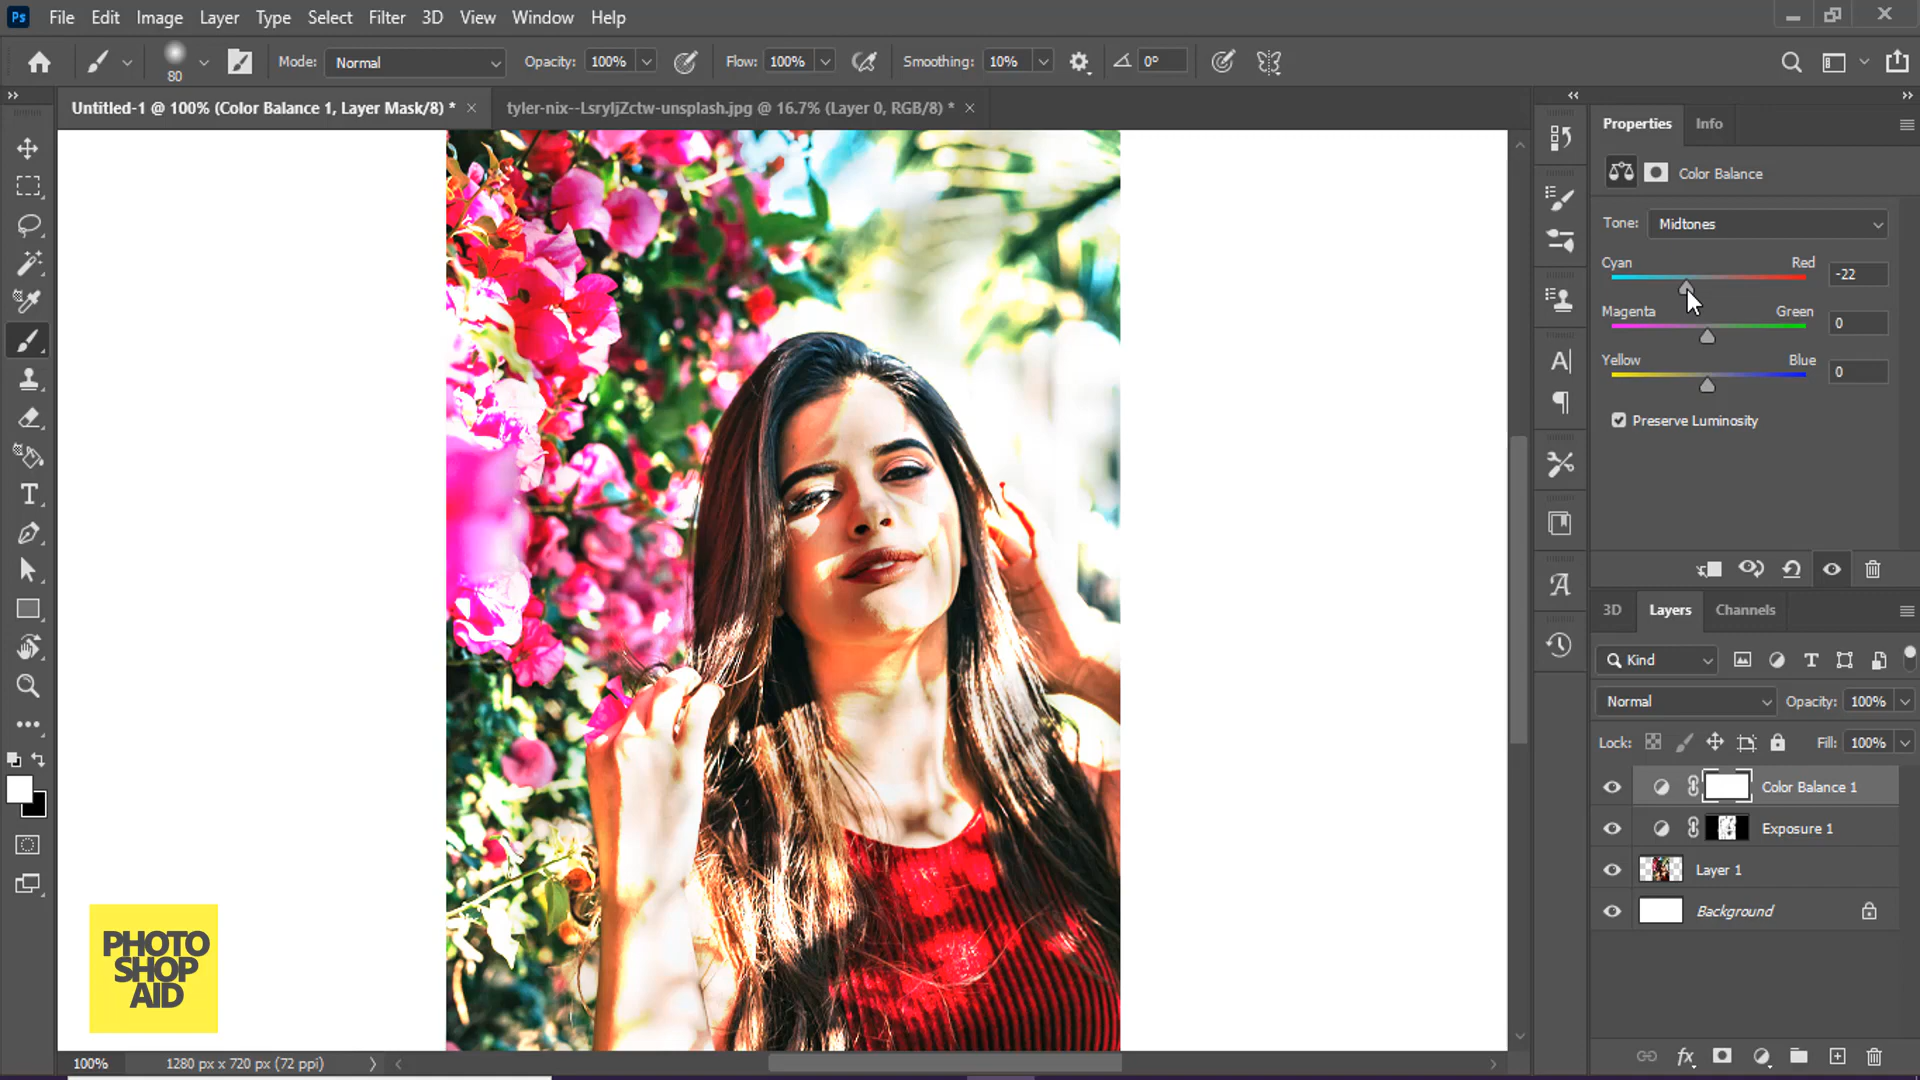 Ps File Edit Image Layer Type Select Filter 3D View Window Help
80 Mode: Normal Opacity: 100% Flow: 100% Smoothing: 10% 0°
Untitled-1 @ 100% (Color Balance 1, Layer Mask/8) * tyler-nix--LsryljZctw-unsplash.jpg @ 16.7% (Layer 0, RGB/8) *
Properties Info
Color Balance
Tone: Midtones
Cyan Red -22
Magenta Green 0
Yellow Blue 0
Preserve Luminosity
3D Layers Channels
Kind
Normal Opacity: 100%
Lock: Fill: 100%
Color Balance 1
Exposure 1
Layer 1
Background
PHOTO
SHOP
AID
100% 1280 px x 720 px (72 ppi)